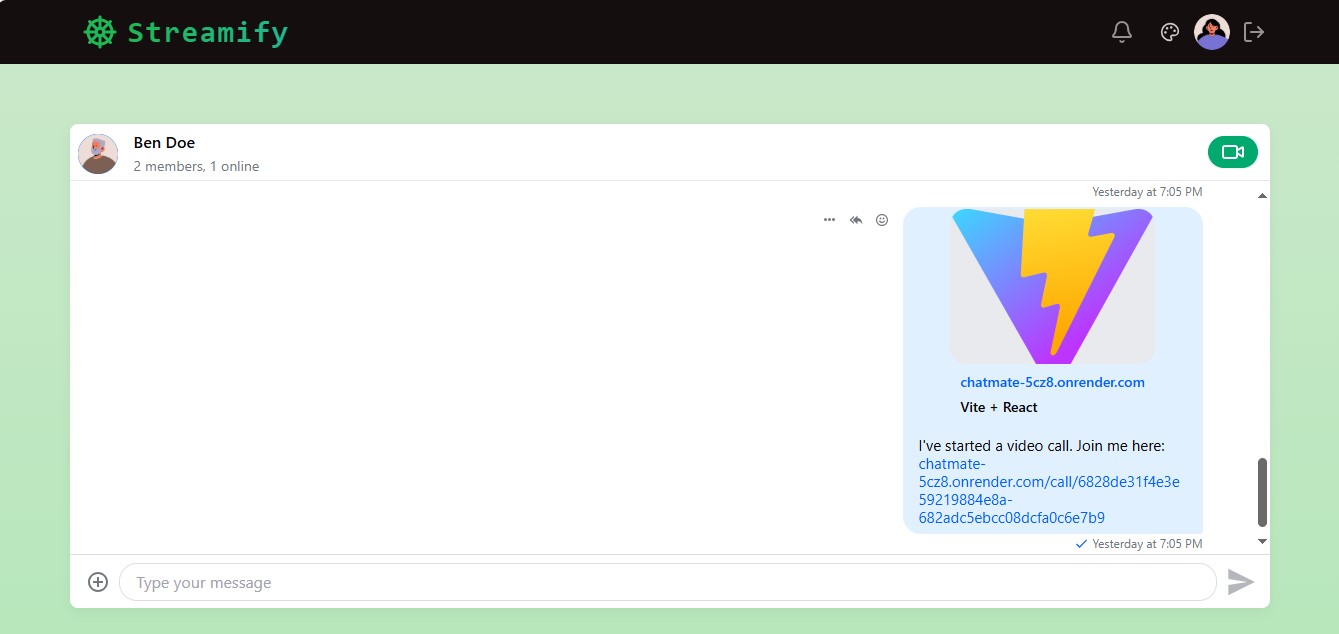 Streamify
Ben Doe
2 members, 1 online
Yesterday at 7:05 PM
chatmate-5cz8.onrender.com
Vite + React
I've started a video call. Join me here:
chatmate-
5cz8.onrender.com/call/6828de31f4e3e
59219884e8a-
682adc5ebcc08dcfa0c6e7b9
Yesterday at 7:05 PM
Type your message